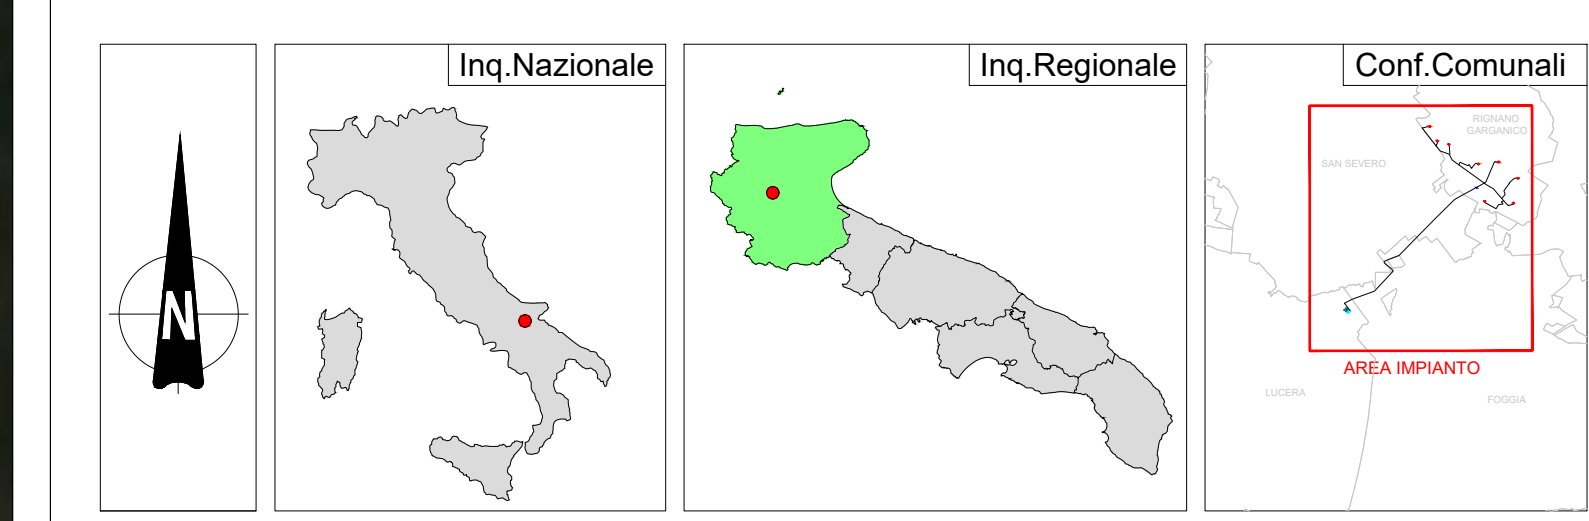 Inq.Nazionale
Inq.Regionale
Conf.Comunali
N
RIGNANO
GARGANICO
SAN SEVERO
AREA IMPIANTO
LUCERA
FOGGIA